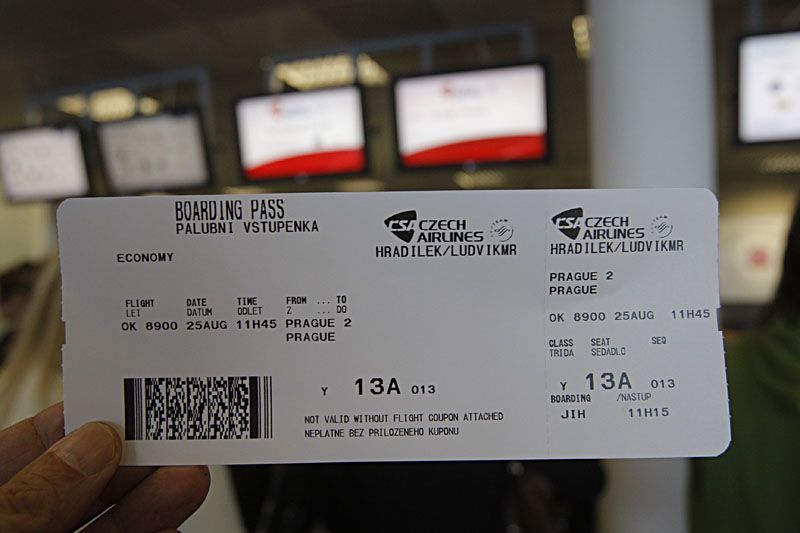 BOARDING PASS
PALUBNI VSTUPENKA
ECONOMY
CSA CZECH AIRLINES
HRADILEK/LUDVIKMR
FLIGHT DATE TIME FROM ... TO
LET DATUM ODLET Z ... DO
OK 8900 25AUG 11H45 PRAGUE 2
PRAGUE
Y 13A 013
NOT VALID WITHOUT FLIGHT COUPON ATTACHED
NEPLATNE BEZ PRILOZENEHO KUPONU
CSA CZECH AIRLINES
HRADILEK/LUDVIKMR
PRAGUE 2
PRAGUE
OK 8900 25AUG 11H45
CLASS SEAT SEQ
TRIDA SEDADLO
Y 13A 013
BOARDING /NASTUP
JIH 11H15